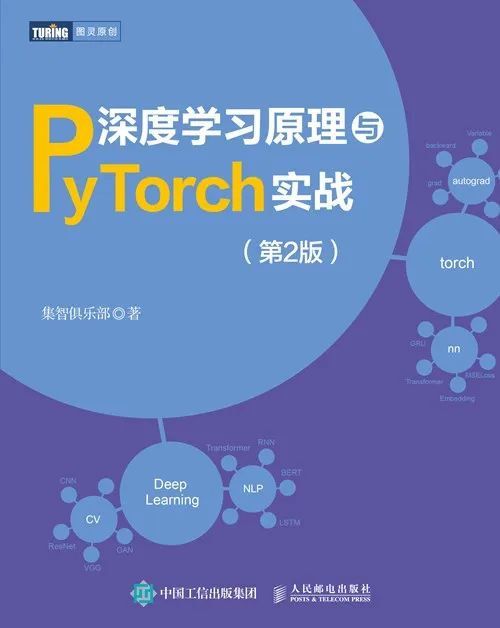 TURING 图灵原创
深度学习原理与
PyTorch实战
(第2版)
集智俱乐部◎著
Variable
backward
autograd
grad
torch
GRU
nn
MSELoss
Transformer
Embedding
Transformer
RNN
BERT
Deep
Learning
NLP
LSTM
CNN
CV
ResNet
GAN
VGG
中国工信出版集团
人民邮电出版社
POSTS & TELECOM PRESS